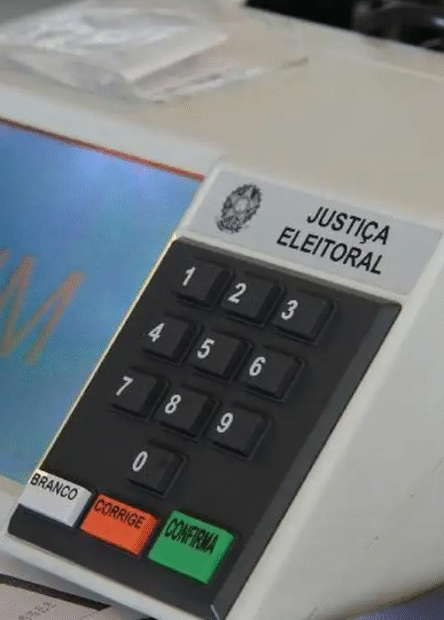 JUSTIÇA
ELEITORAL
1 2 3
4 5 6
7 8 9
0
BRANCO CORRIGE CONFIRMA